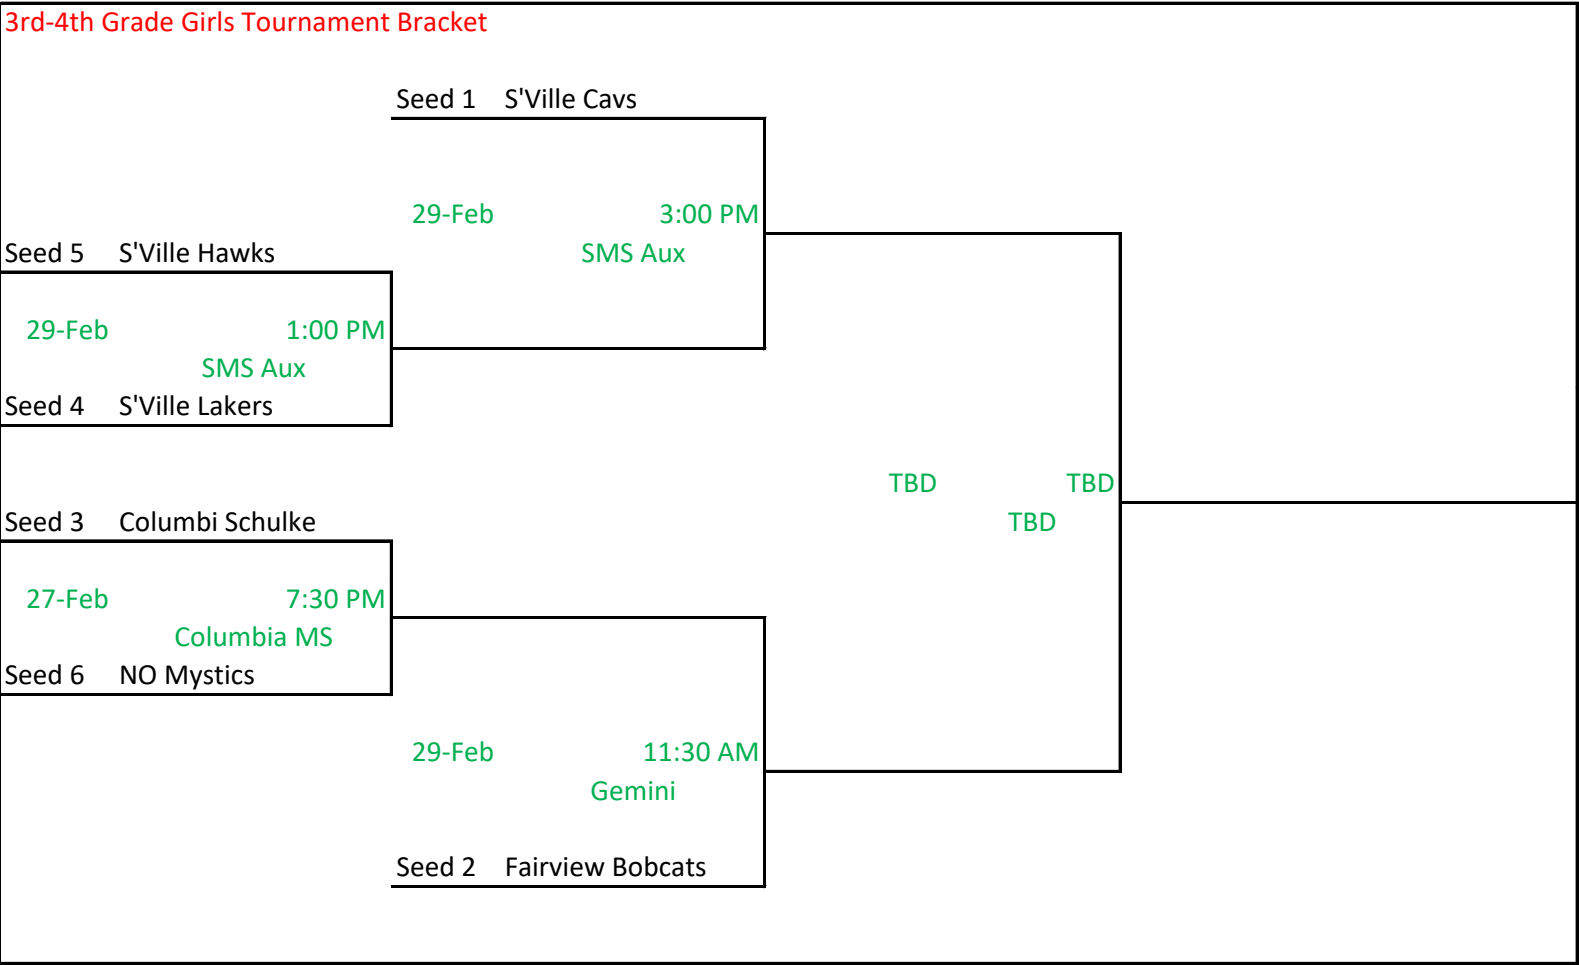 3rd-4th Grade Girls Tournament Bracket
Seed 1 S'Ville Cavs
29-Feb 3:00 PM
Seed 5 S'Ville Hawks
SMS Aux
29-Feb 1:00 PM
SMS Aux
Seed 4 S'Ville Lakers
TBD TBD
Seed 3 Columbi Schulke
TBD
27-Feb 7:30 PM
Columbia MS
Seed 6 NO Mystics
29-Feb 11:30 AM
Gemini
Seed 2 Fairview Bobcats